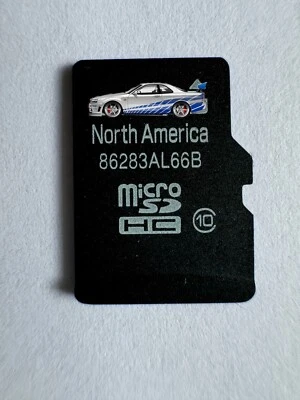 North America
86283AL66B
micro
SD
HC 10